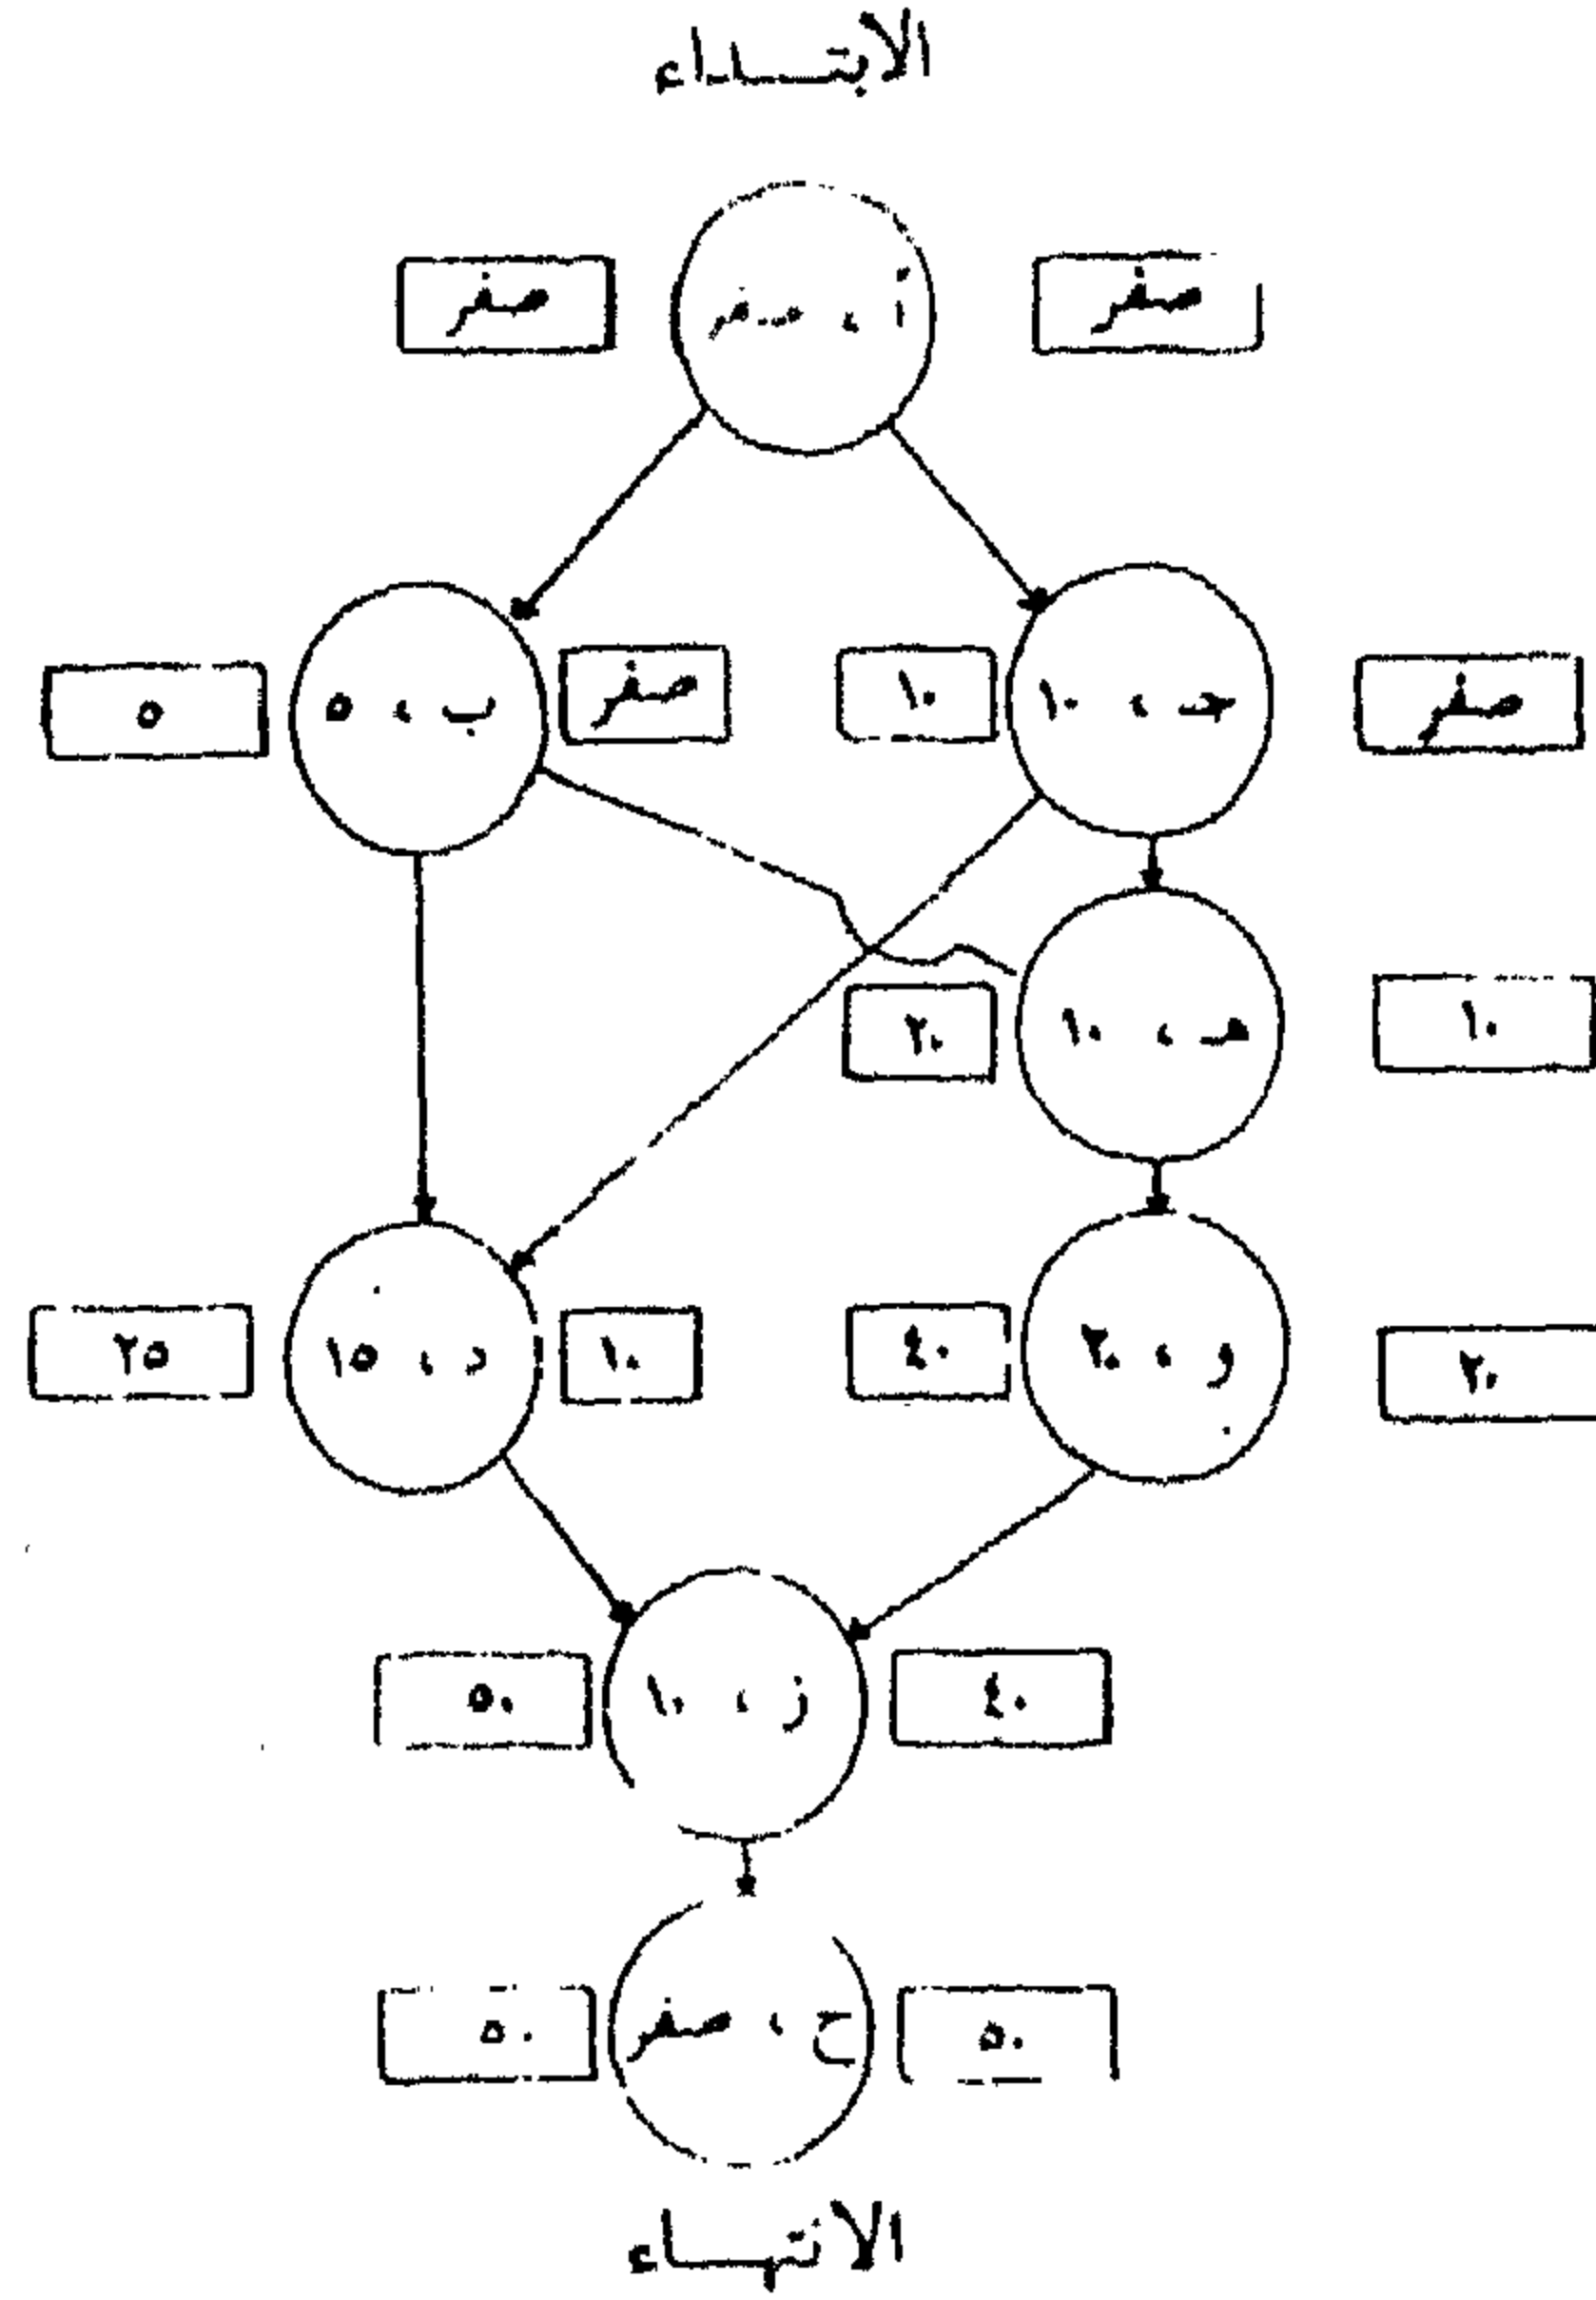 الابتداء
صفر
أ ، صفر
صفر
صفر
جـ ، ١٠
١٠
صفر
ب ، ٥
٥
١٠
هـ ، ١٠
٢٠
٢٠
و ، ٢٠
٤٠
١٠
د ، ١٥
٢٥
٤٠
ز ، ١٠
٥٠
٥٠
ح ، صفر
٥٠
الانتهاء